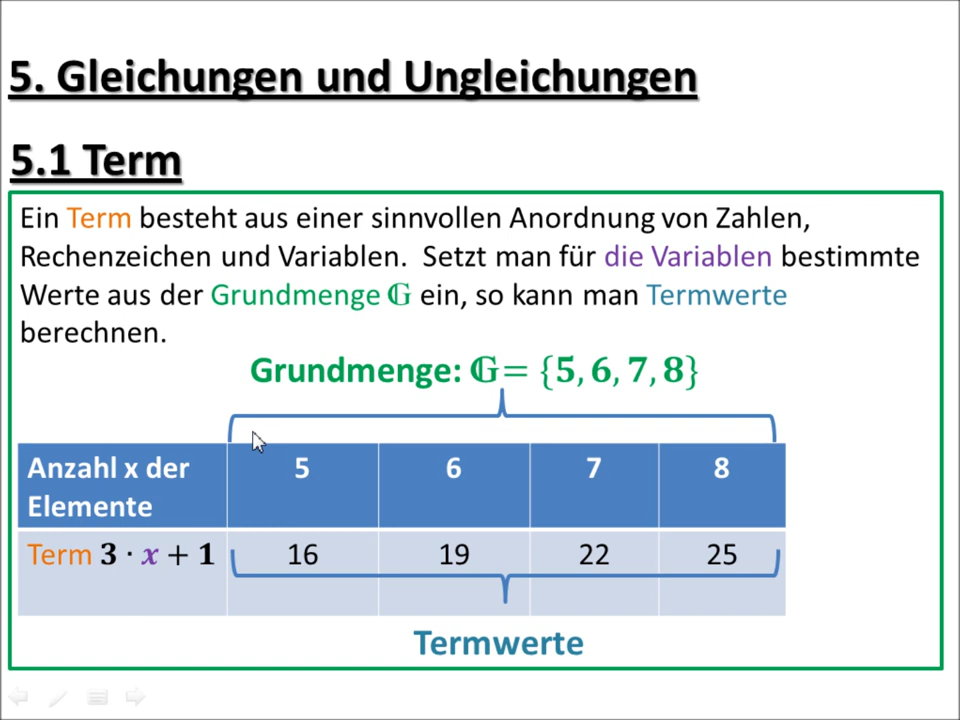 5. Gleichungen und Ungleichungen
5.1 Term
Ein Term besteht aus einer sinnvollen Anordnung von Zahlen,
Rechenzeichen und Variablen. Setzt man für die Variablen bestimmte
Werte aus der Grundmenge 𝔾 ein, so kann man Termwerte
berechnen.
Grundmenge: 𝔾= {5, 6, 7, 8}
Anzahl x der 5 6 7 8
Elemente
Term 3 · x + 1 16 19 22 25
Termwerte